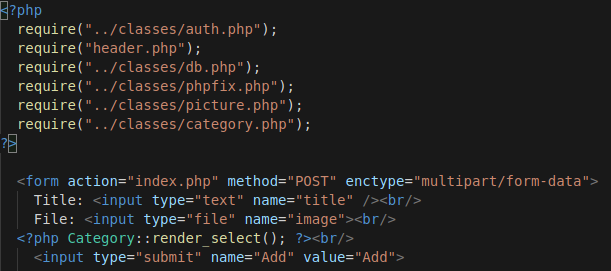 <?php
  require("../classes/auth.php");
  require("header.php");
  require("../classes/db.php");
  require("../classes/phpfix.php");
  require("../classes/picture.php");
  require("../classes/category.php");
?>
  <form action="index.php" method="POST" enctype="multipart/form-data">
    Title: <input type="text" name="title" /><br/>
    File: <input type="file" name="image"><br/>
  <?php Category::render_select(); ?><br/>
    <input type="submit" name="Add" value="Add">